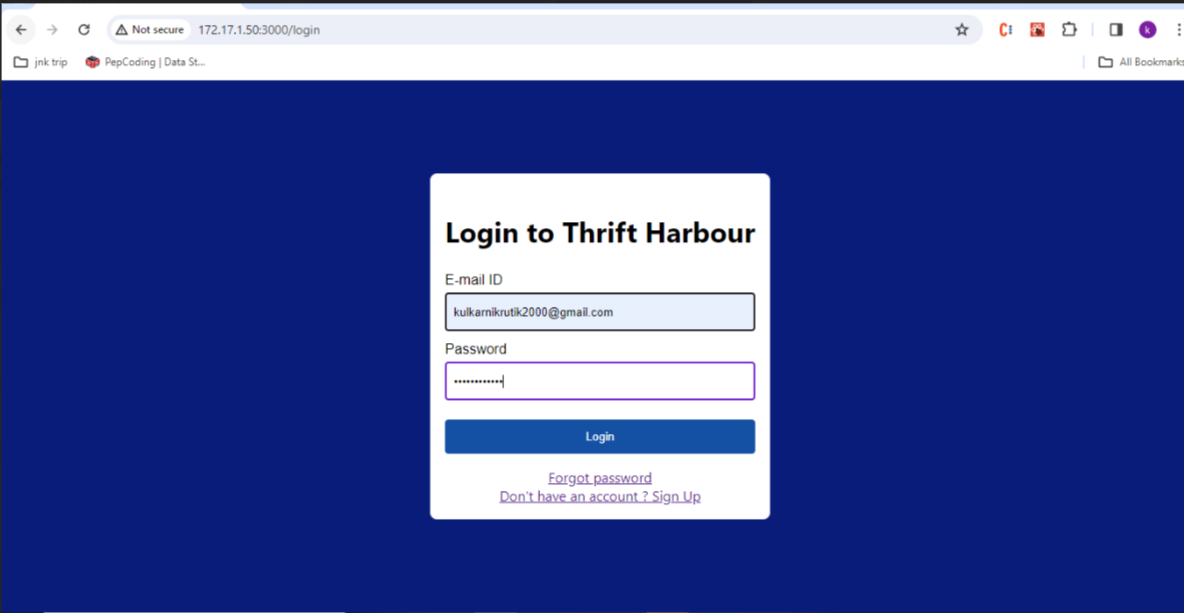 Not secure 172.17.1.50:3000/login
k
jnk trip PepCoding | Data St... All Bookmarks
Login to Thrift Harbour
E-mail ID
kulkarnikrutik2000@gmail.com
Password
••••••••••••
Login
Forgot password
Don't have an account ? Sign Up